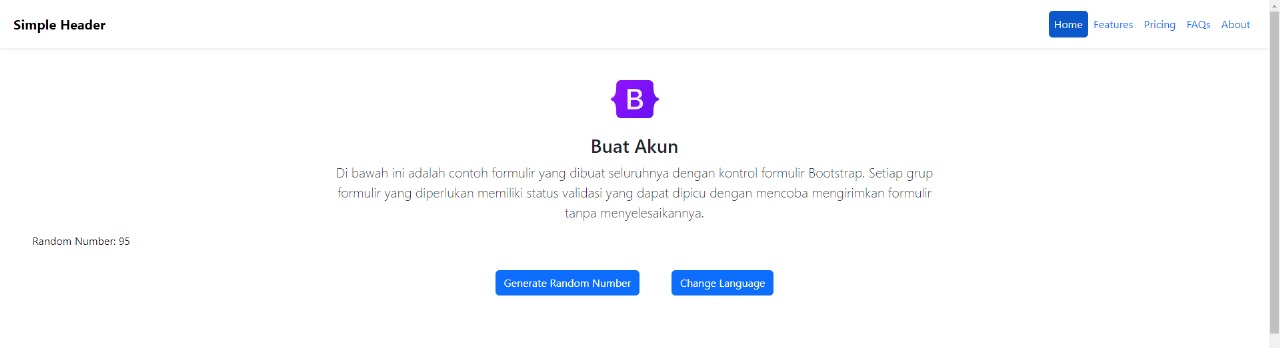 Simple Header
Home Features Pricing FAQs About
B
Buat Akun
Di bawah ini adalah contoh formulir yang dibuat seluruhnya dengan kontrol formulir Bootstrap. Setiap grup
formulir yang diperlukan memiliki status validasi yang dapat dipicu dengan mencoba mengirimkan formulir
tanpa menyelesaikannya.
Random Number: 95
Generate Random Number Change Language